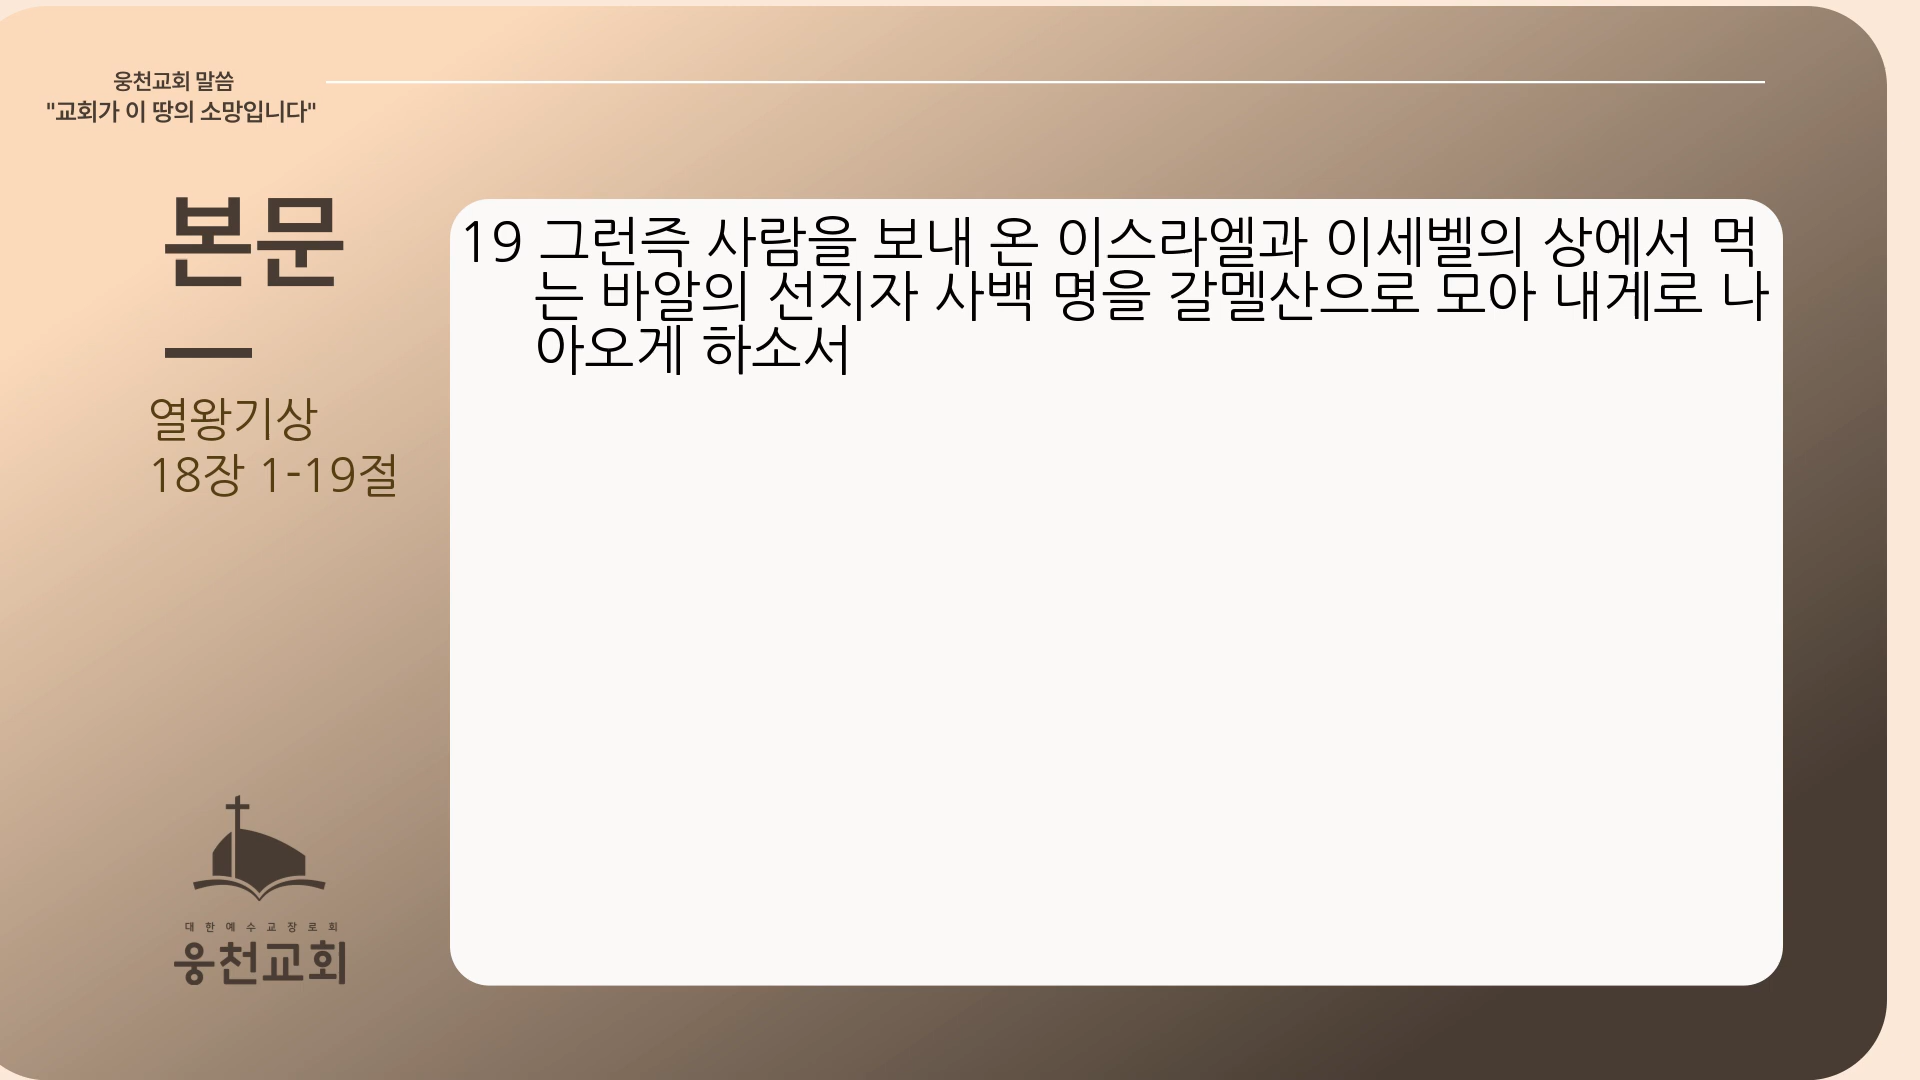 웅천교회 말씀
"교회가 이 땅의 소망입니다"
본문
열왕기상
18장 1-19절
19 그런즉 사람을 보내 온 이스라엘과 이세벨의 상에서 먹
는 바알의 선지자 사백 명을 갈멜산으로 모아 내게로 나
아오게 하소서
대한예수교장로회
웅천교회